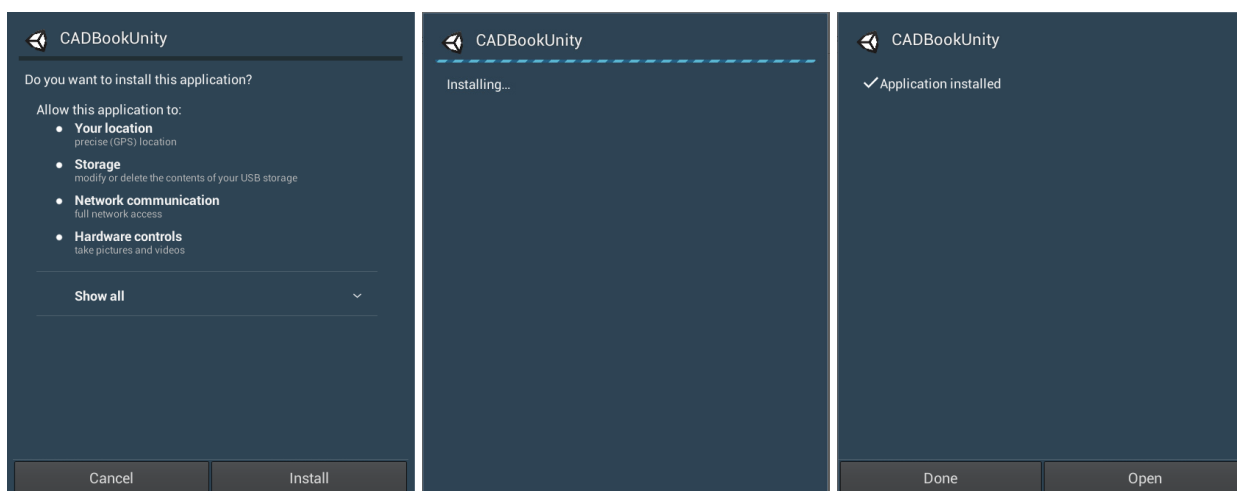 CADBookUnity
Do you want to install this application?
Allow this application to:
Your location
precise (GPS) location
Storage
modify or delete the contents of your USB storage
Network communication
full network access
Hardware controls
take pictures and videos
Show all
Cancel
Install
CADBookUnity
Installing...
CADBookUnity
Application installed
Done
Open